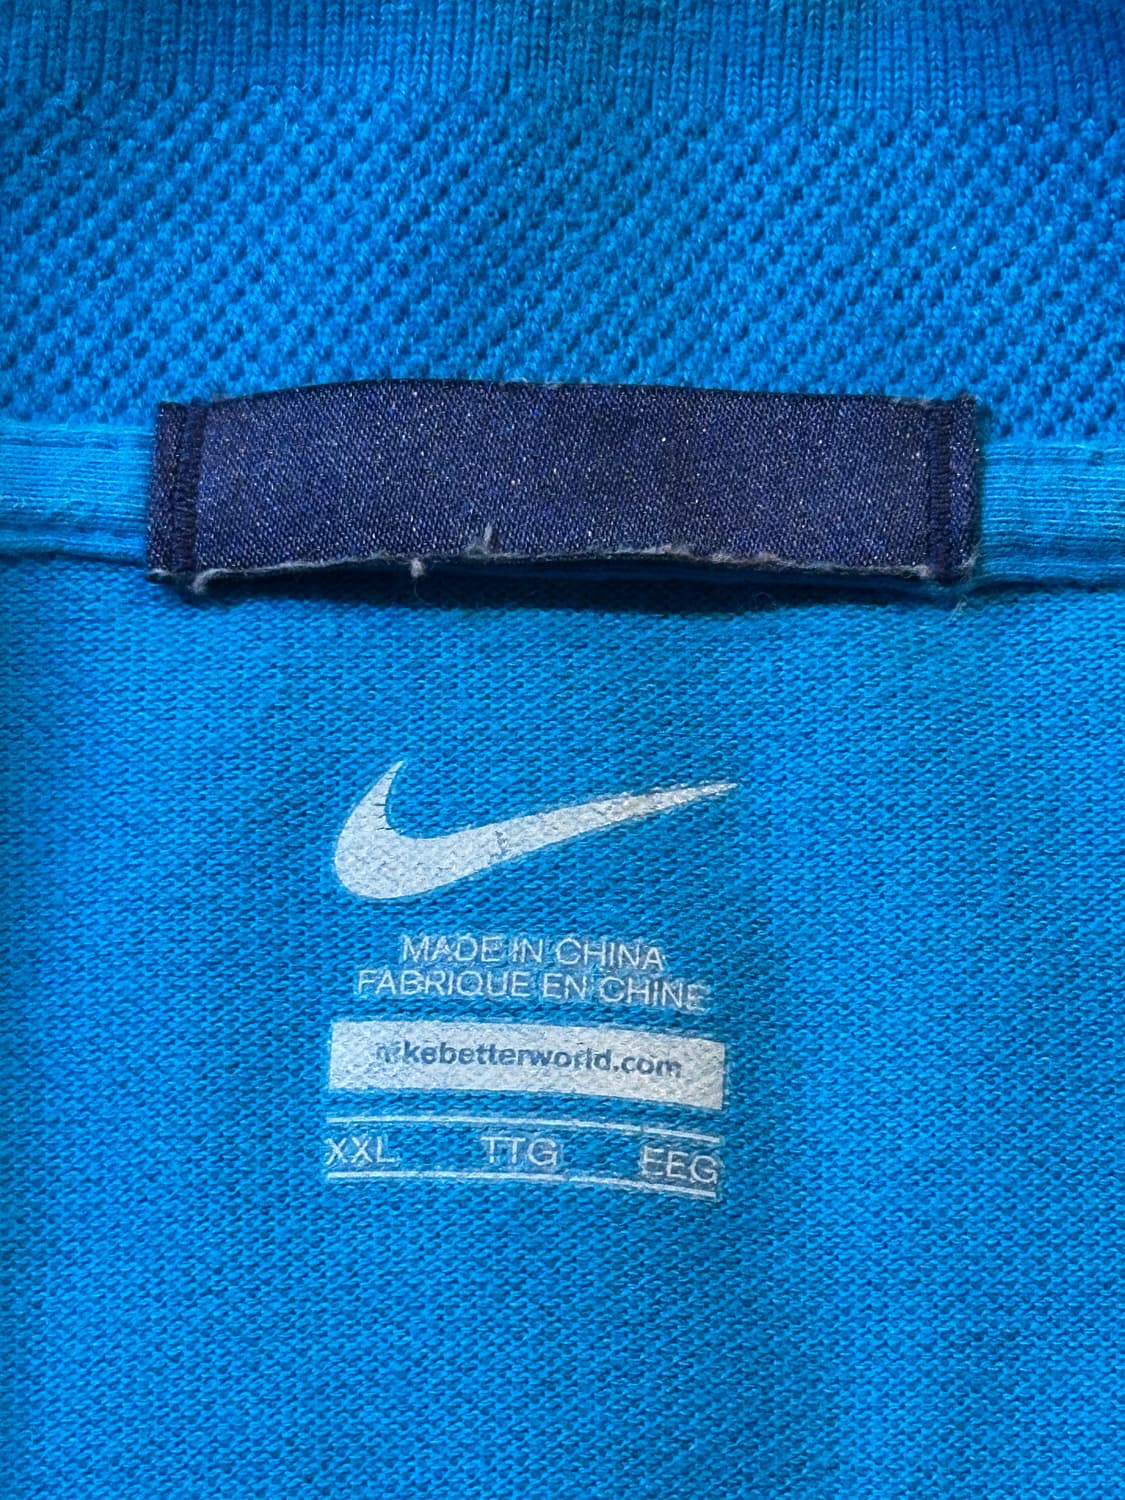 MADE IN CHINA
FABRIQUE EN CHINE
nikebetterworld.com
XXL TTG EEG